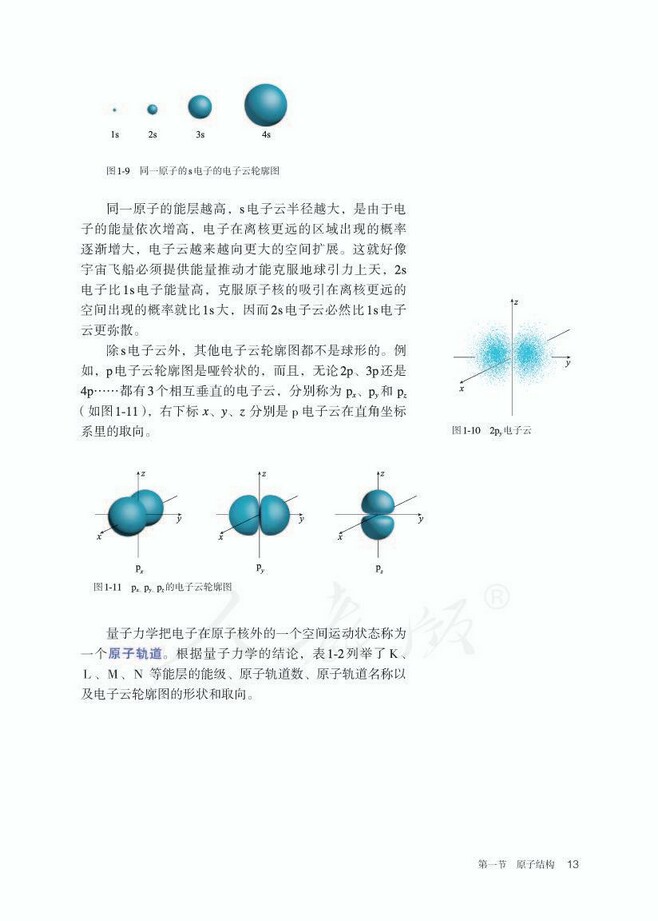 1s 2s 3s 4s
图1-9 同一原子的s电子的电子云轮廓图
同一原子的能层越高，s电子云半径越大，是由于电
子的能量依次增高，电子在离核更远的区域出现的概率
逐渐增大，电子云越来越向更大的空间扩展。这就好像
宇宙飞船必须提供能量推动才能克服地球引力上天，2s
电子比1s电子能量高，克服原子核的吸引在离核更远的
空间出现的概率就比1s大，因而2s电子云必然比1s电子
云更弥散。
除s电子云外，其他电子云轮廓图都不是球形的。例
如，p电子云轮廓图是哑铃状的，而且，无论2p、3p还是
4p……都有3个相互垂直的电子云，分别称为px、py和pz
（如图1-11），右下标x、y、z分别是p电子云在直角坐标
系里的取向。
z
y
x
图1-10 2py电子云
z z z
y y y
x x x
px py pz
图1-11 px、py、pz的电子云轮廓图
量子力学把电子在原子核外的一个空间运动状态称为
一个原子轨道。根据量子力学的结论，表1-2列举了K、
L、M、N 等能层的能级、原子轨道数、原子轨道名称以
及电子云轮廓图的形状和取向。
®
第一节 原子结构 13